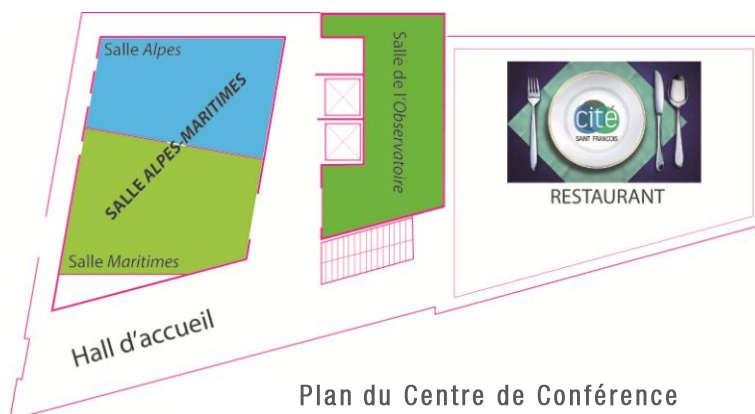 Salle Alpes
SALLE ALPES-MARITIMES
Salle Maritimes
Salle de l'Observatoire
cité
SAINT FRANÇOIS
RESTAURANT
Hall d'accueil
Plan du Centre de Conférence